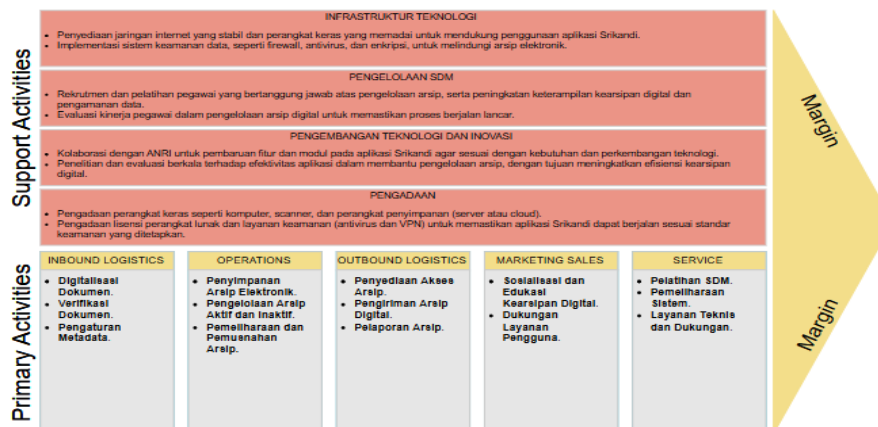 Support Activities
INFRASTRUKTUR TEKNOLOGI
• Penyediaan jaringan internet yang stabil dan perangkat keras yang memadai untuk mendukung penggunaan aplikasi Srikandi.
• Implementasi sistem keamanan data, seperti firewall, antivirus, dan enkripsi, untuk melindungi arsip elektronik.
PENGELOLAAN SDM
• Rekrutmen dan pelatihan pegawai yang bertanggung jawab atas pengelolaan arsip, serta peningkatan keterampilan kearsipan digital dan
pengamanan data.
• Evaluasi kinerja pegawai dalam pengelolaan arsip digital untuk memastikan proses berjalan lancar.
PENGEMBANGAN TEKNOLOGI DAN INOVASI
• Kolaborasi dengan ANRI untuk pembaruan fitur dan modul pada aplikasi Srikandi agar sesuai dengan kebutuhan dan perkembangan teknologi.
• Penelitian dan evaluasi berkala terhadap efektivitas aplikasi dalam membantu pengelolaan arsip, dengan tujuan meningkatkan efisiensi kearsipan
digital.
PENGADAAN
• Pengadaan perangkat keras seperti komputer, scanner, dan perangkat penyimpanan (server atau cloud).
• Pengadaan lisensi perangkat lunak dan layanan keamanan (antivirus dan VPN) untuk memastikan aplikasi Srikandi dapat berjalan sesuai standar
keamanan yang ditetapkan.
Primary Activities
INBOUND LOGISTICS
• Digitalisasi
Dokumen.
• Verifikasi
Dokumen.
• Pengaturan
Metadata.
OPERATIONS
• Penyimpanan
Arsip Elektronik.
• Pengelolaan Arsip
Aktif dan Inaktif.
• Pemeliharaan dan
Pemusnahan
Arsip.
OUTBOUND LOGISTICS
• Penyediaan Akses
Arsip.
• Pengiriman Arsip
Digital.
• Pelaporan Arsip.
MARKETING SALES
• Sosialisasi dan
Edukasi
Kearsipan Digital.
• Dukungan
Layanan
Pengguna.
SERVICE
• Pelatihan SDM.
• Pemeliharaan
Sistem.
• Layanan Teknis
dan Dukungan.
Margin
Margin